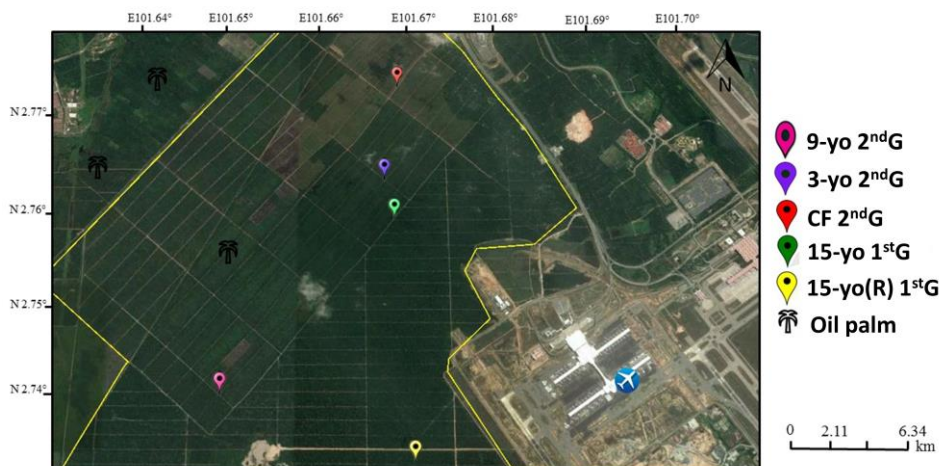 E101.64° E101.65° E101.66° E101.67° E101.68° E101.69° E101.70°
N 2.77°
N 2.76°
N 2.75°
N 2.74°
N
9-yo 2ndG
3-yo 2ndG
CF 2ndG
15-yo 1stG
15-yo(R) 1stG
Oil palm
0 2.11 6.34
km